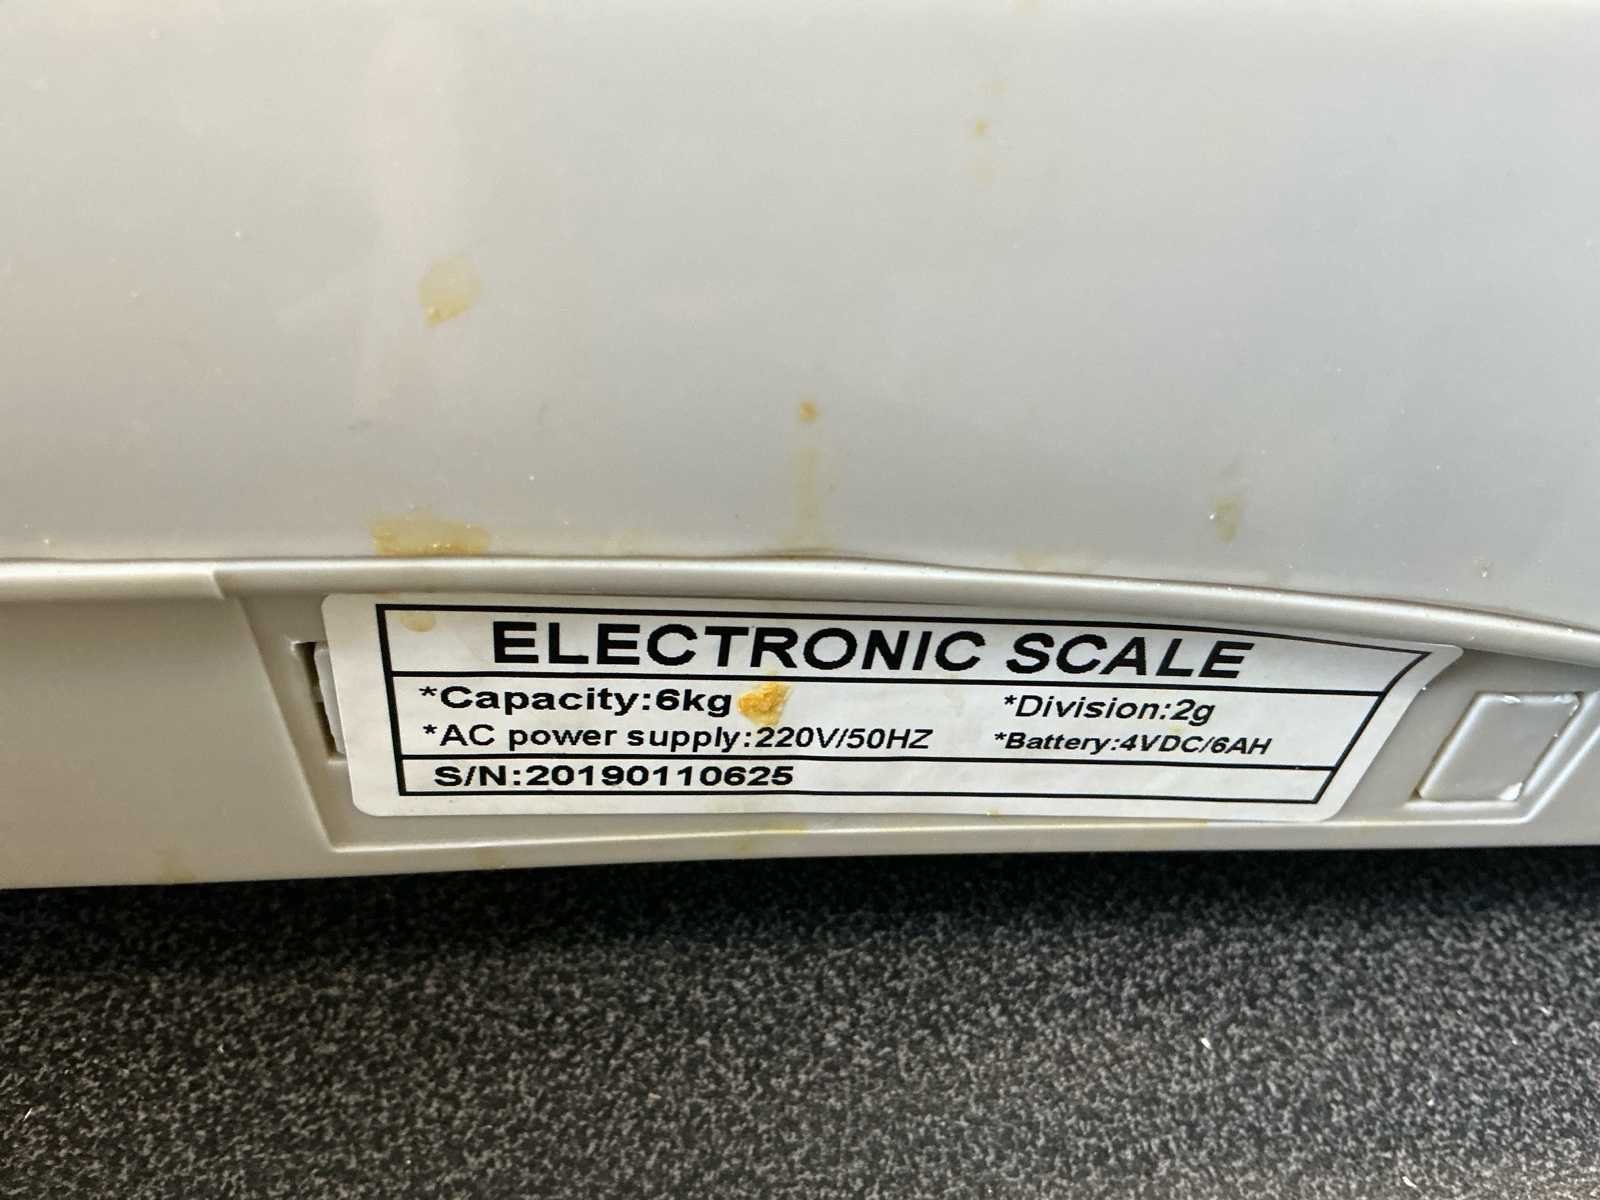 ELECTRONIC SCALE
*Capacity:6kg *Division:2g
*AC power supply:220V/50HZ *Battery:4VDC/6AH
S/N:20190110625